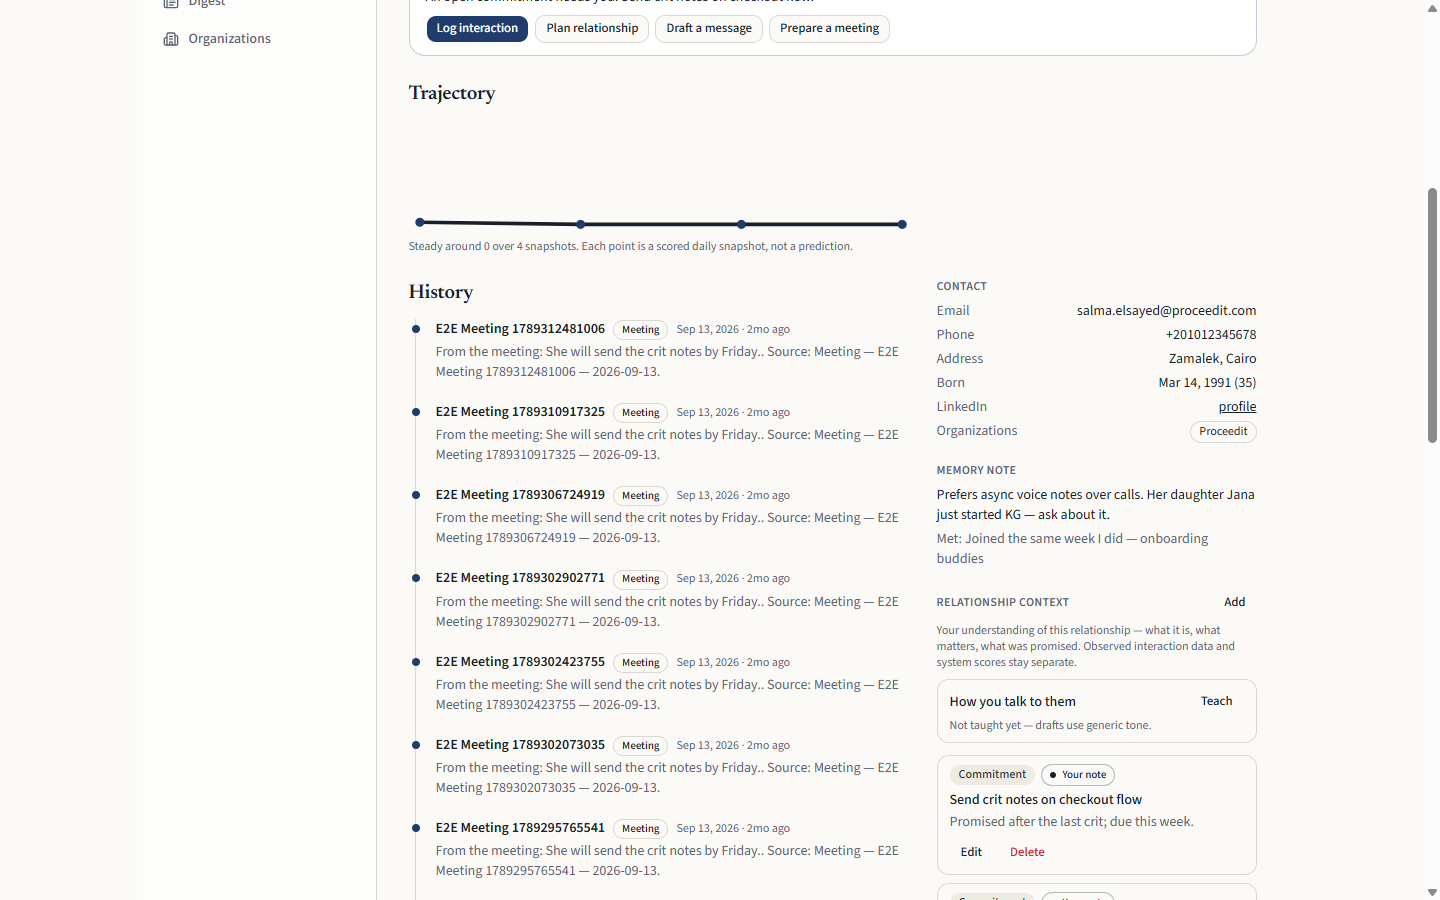 Digest
Organizations
Log interaction
Plan relationship
Draft a message
Prepare a meeting
Trajectory
Steady around 0 over 4 snapshots. Each point is a scored daily snapshot, not a prediction.
History
E2E Meeting 1789312481006 Meeting Sep 13, 2026 · 2mo ago
From the meeting: She will send the crit notes by Friday.. Source: Meeting — E2E
Meeting 1789312481006 — 2026-09-13.
E2E Meeting 1789310917325 Meeting Sep 13, 2026 · 2mo ago
From the meeting: She will send the crit notes by Friday.. Source: Meeting — E2E
Meeting 1789310917325 — 2026-09-13.
E2E Meeting 1789306724919 Meeting Sep 13, 2026 · 2mo ago
From the meeting: She will send the crit notes by Friday.. Source: Meeting — E2E
Meeting 1789306724919 — 2026-09-13.
E2E Meeting 1789302902771 Meeting Sep 13, 2026 · 2mo ago
From the meeting: She will send the crit notes by Friday.. Source: Meeting — E2E
Meeting 1789302902771 — 2026-09-13.
E2E Meeting 1789302423755 Meeting Sep 13, 2026 · 2mo ago
From the meeting: She will send the crit notes by Friday.. Source: Meeting — E2E
Meeting 1789302423755 — 2026-09-13.
E2E Meeting 1789302073035 Meeting Sep 13, 2026 · 2mo ago
From the meeting: She will send the crit notes by Friday.. Source: Meeting — E2E
Meeting 1789302073035 — 2026-09-13.
E2E Meeting 1789295765541 Meeting Sep 13, 2026 · 2mo ago
From the meeting: She will send the crit notes by Friday.. Source: Meeting — E2E
Meeting 1789295765541 — 2026-09-13.
CONTACT
Email salma.elsayed@proceedit.com
Phone +201012345678
Address Zamalek, Cairo
Born Mar 14, 1991 (35)
LinkedIn profile
Organizations Proceedit
MEMORY NOTE
Prefers async voice notes over calls. Her daughter Jana
just started KG — ask about it.
Met: Joined the same week I did — onboarding
buddies
RELATIONSHIP CONTEXT Add
Your understanding of this relationship — what it is, what
matters, what was promised. Observed interaction data and
system scores stay separate.
How you talk to them Teach
Not taught yet — drafts use generic tone.
Commitment Your note
Send crit notes on checkout flow
Promised after the last crit; due this week.
Edit Delete